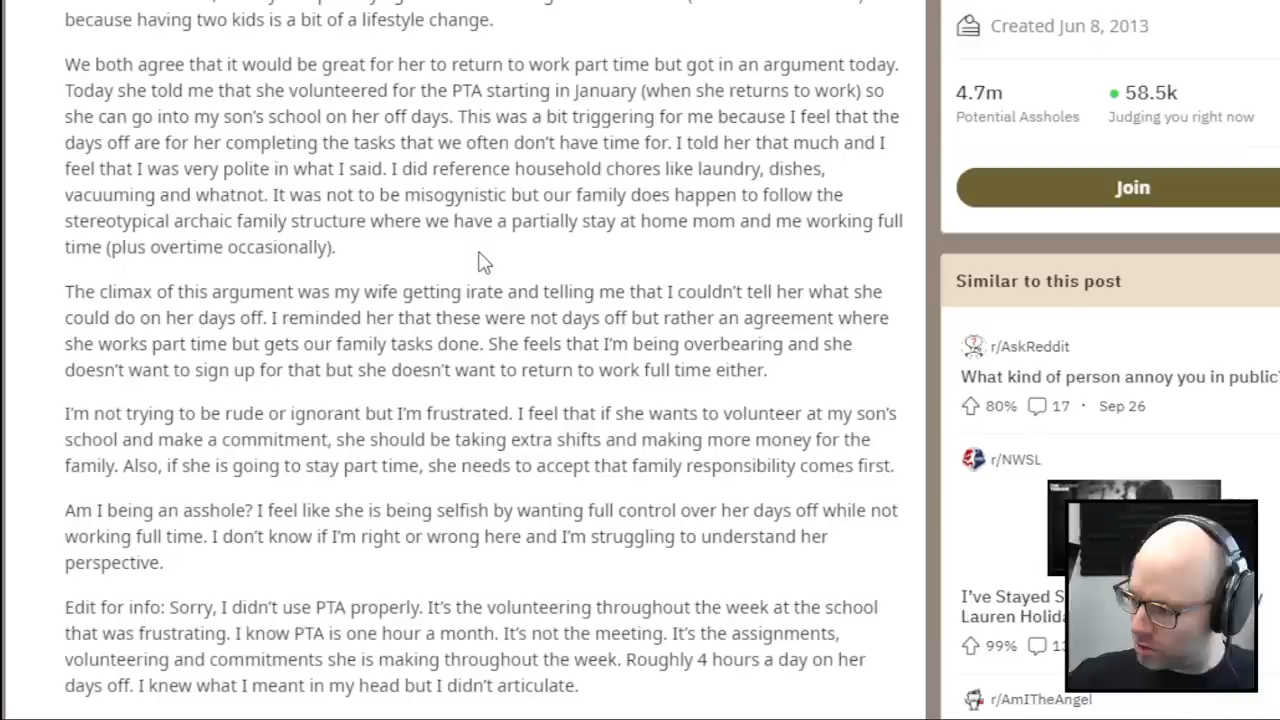 because having two kids is a bit of a lifestyle change.
We both agree that it would be great for her to return to work part time but got in an argument today.
Today she told me that she volunteered for the PTA starting in January (when she returns to work) so
she can go into my son's school on her off days. This was a bit triggering for me because I feel that the
days off are for her completing the tasks that we often don't have time for. I told her that much and I
feel that I was very polite in what I said. I did reference household chores like laundry, dishes,
vacuuming and whatnot. It was not to be misogynistic but our family does happen to follow the
stereotypical archaic family structure where we have a partially stay at home mom and me working full
time (plus overtime occasionally).
The climax of this argument was my wife getting irate and telling me that I couldn't tell her what she
could do on her days off. I reminded her that these were not days off but rather an agreement where
she works part time but gets our family tasks done. She feels that I'm being overbearing and she
doesn't want to sign up for that but she doesn't want to return to work full time either.
I'm not trying to be rude or ignorant but I'm frustrated. I feel that if she wants to volunteer at my son's
school and make a commitment, she should be taking extra shifts and making more money for the
family. Also, if she is going to stay part time, she needs to accept that family responsibility comes first.
Am I being an asshole? I feel like she is being selfish by wanting full control over her days off while not
working full time. I don't know if I'm right or wrong here and I'm struggling to understand her
perspective.
Edit for info: Sorry, I didn't use PTA properly. It's the volunteering throughout the week at the school
that was frustrating. I know PTA is one hour a month. It's not the meeting. It's the assignments,
volunteering and commitments she is making throughout the week. Roughly 4 hours a day on her
days off. I knew what I meant in my head but I didn't articulate.
Created Jun 8, 2013
4.7m 58.5k
Potential Assholes Judging you right now
Join
Similar to this post
r/AskReddit
What kind of person annoy you in public?
80% 17 · Sep 26
r/NWSL
I've Stayed
Lauren
99%
r/AmITheAngel